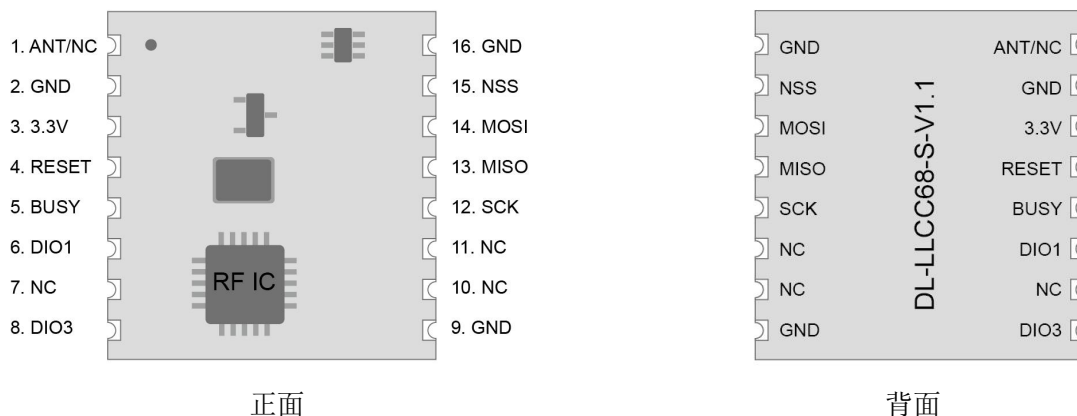 1. ANT/NC
2. GND
3. 3.3V
4. RESET
5. BUSY
6. DIO1
7. NC
8. DIO3
RF IC
16. GND
15. NSS
14. MOSI
13. MISO
12. SCK
11. NC
10. NC
9. GND
正面
GND
NSS
MOSI
MISO
SCK
NC
NC
GND
DL-LLCC68-S-V1.1
ANT/NC
GND
3.3V
RESET
BUSY
DIO1
NC
DIO3
背面